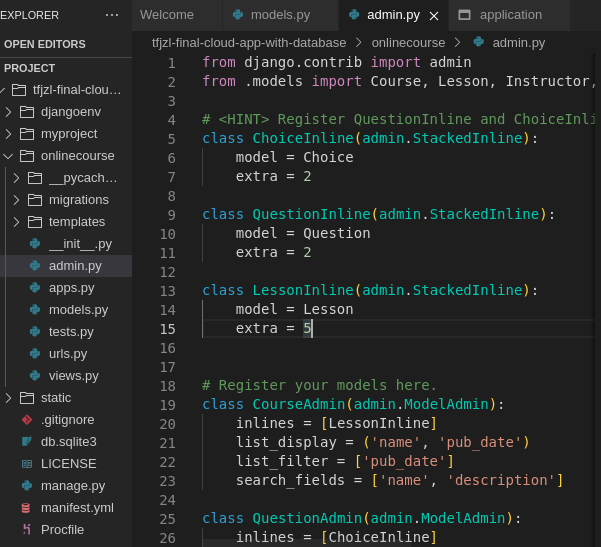 EXPLORER
...
Welcome
models.py
admin.py
application
OPEN EDITORS
PROJECT
tfjzl-final-clou...
djangoenv
myproject
onlinecourse
__pycach...
migrations
templates
__init__.py
admin.py
apps.py
models.py
tests.py
urls.py
views.py
static
.gitignore
db.sqlite3
LICENSE
manage.py
manifest.yml
Procfile
tfjzl-final-cloud-app-with-database > onlinecourse > admin.py
1 from django.contrib import admin
2 from .models import Course, Lesson, Instructor,
3
4 # <HINT> Register QuestionInline and ChoiceInli
5 class ChoiceInline(admin.StackedInline):
6     model = Choice
7     extra = 2
8
9 class QuestionInline(admin.StackedInline):
10     model = Question
11     extra = 2
12
13 class LessonInline(admin.StackedInline):
14     model = Lesson
15     extra = 5
16
17
18 # Register your models here.
19 class CourseAdmin(admin.ModelAdmin):
20     inlines = [LessonInline]
21     list_display = ('name', 'pub_date')
22     list_filter = ['pub_date']
23     search_fields = ['name', 'description']
24
25 class QuestionAdmin(admin.ModelAdmin):
26     inlines = [ChoiceInline]